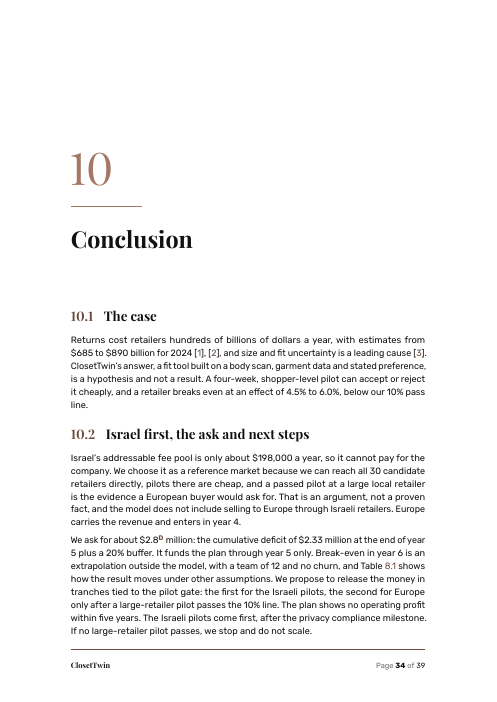 10
Conclusion
10.1 The case
Returns cost retailers hundreds of billions of dollars a year, with estimates from
$685 to $890 billion for 2024 [1], [2], and size and fit uncertainty is a leading cause [3].
ClosetTwin's answer, a fit tool built on a body scan, garment data and stated preference,
is a hypothesis and not a result. A four-week, shopper-level pilot can accept or reject
it cheaply, and a retailer breaks even at an effect of 4.5% to 6.0%, below our 10% pass
line.
10.2 Israel first, the ask and next steps
Israel's addressable fee pool is only about $198,000 a year, so it cannot pay for the
company. We choose it as a reference market because we can reach all 30 candidate
retailers directly, pilots there are cheap, and a passed pilot at a large local retailer
is the evidence a European buyer would ask for. That is an argument, not a proven
fact, and the model does not include selling to Europe through Israeli retailers. Europe
carries the revenue and enters in year 4.
We ask for about $2.8ᴰ million: the cumulative deficit of $2.33 million at the end of year
5 plus a 20% buffer. It funds the plan through year 5 only. Break-even in year 6 is an
extrapolation outside the model, with a team of 12 and no churn, and Table 8.1 shows
how the result moves under other assumptions. We propose to release the money in
tranches tied to the pilot gate: the first for the Israeli pilots, the second for Europe
only after a large-retailer pilot passes the 10% line. The plan shows no operating profit
within five years. The Israeli pilots come first, after the privacy compliance milestone.
If no large-retailer pilot passes, we stop and do not scale.
ClosetTwin
Page 34 of 39